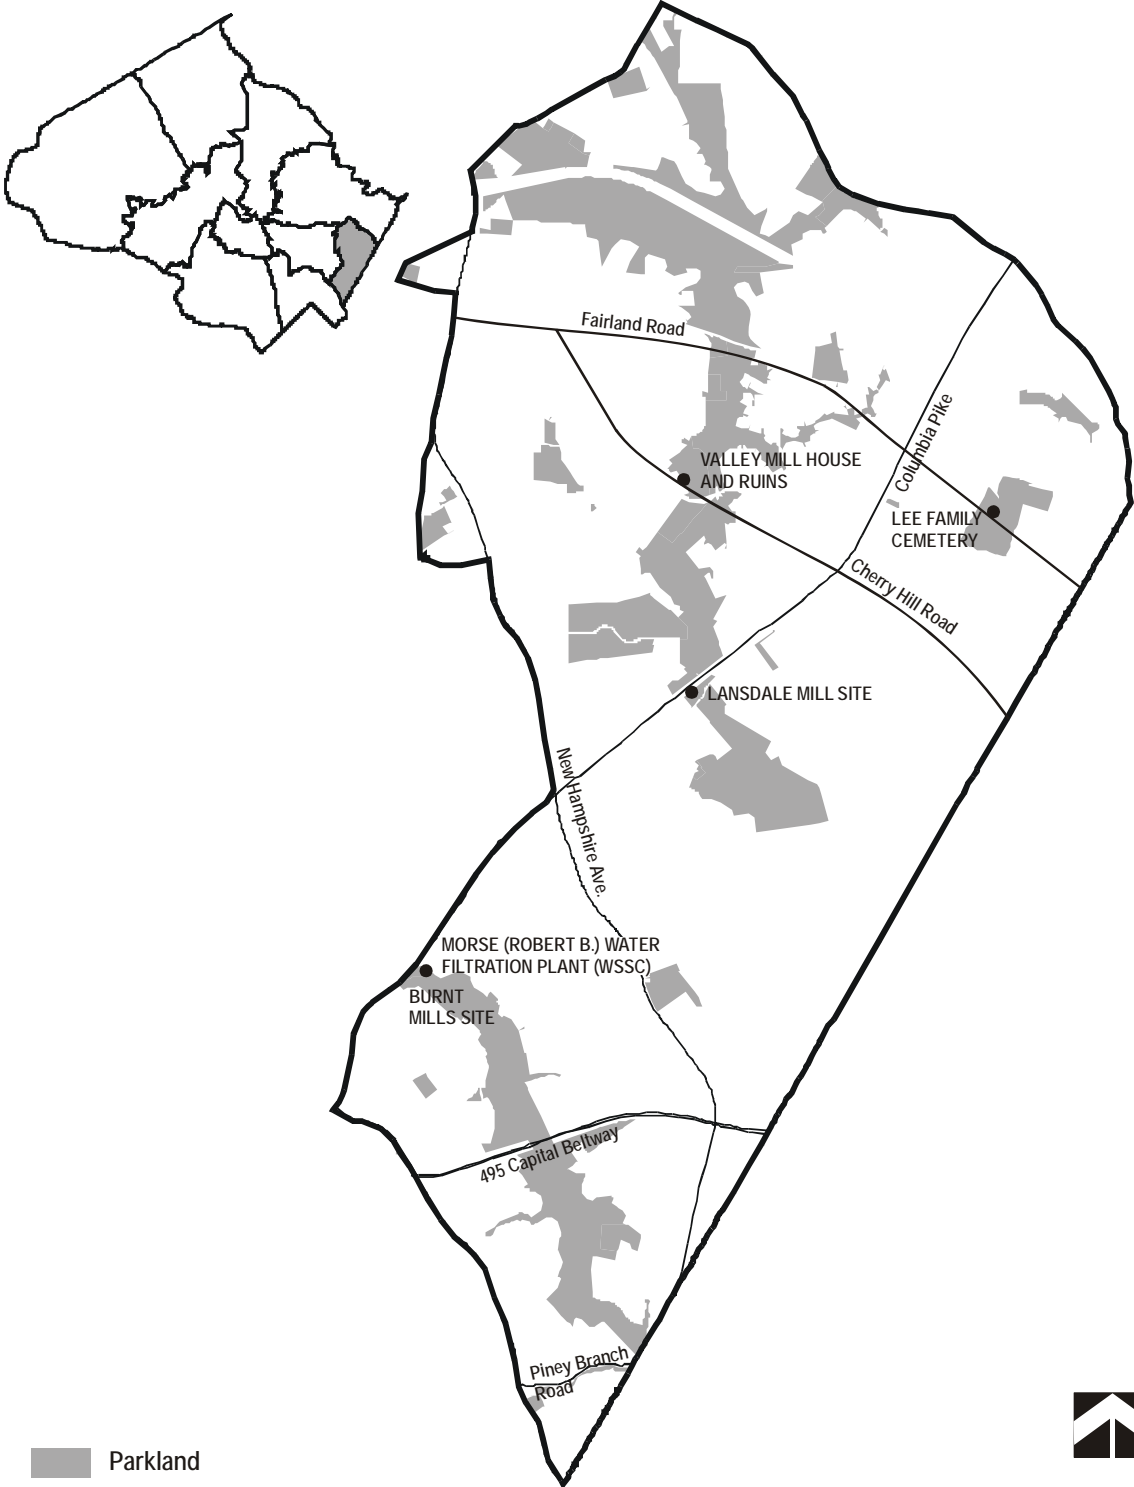 Fairland Road
Columbia Pike
VALLEY MILL HOUSE
AND RUINS
LEE FAMILY
CEMETERY
Cherry Hill Road
LANSDALE MILL SITE
New Hampshire Ave.
MORSE (ROBERT B.) WATER
FILTRATION PLANT (WSSC)
BURNT
MILLS SITE
495 Capital Beltway
Piney Branch
Road
Parkland